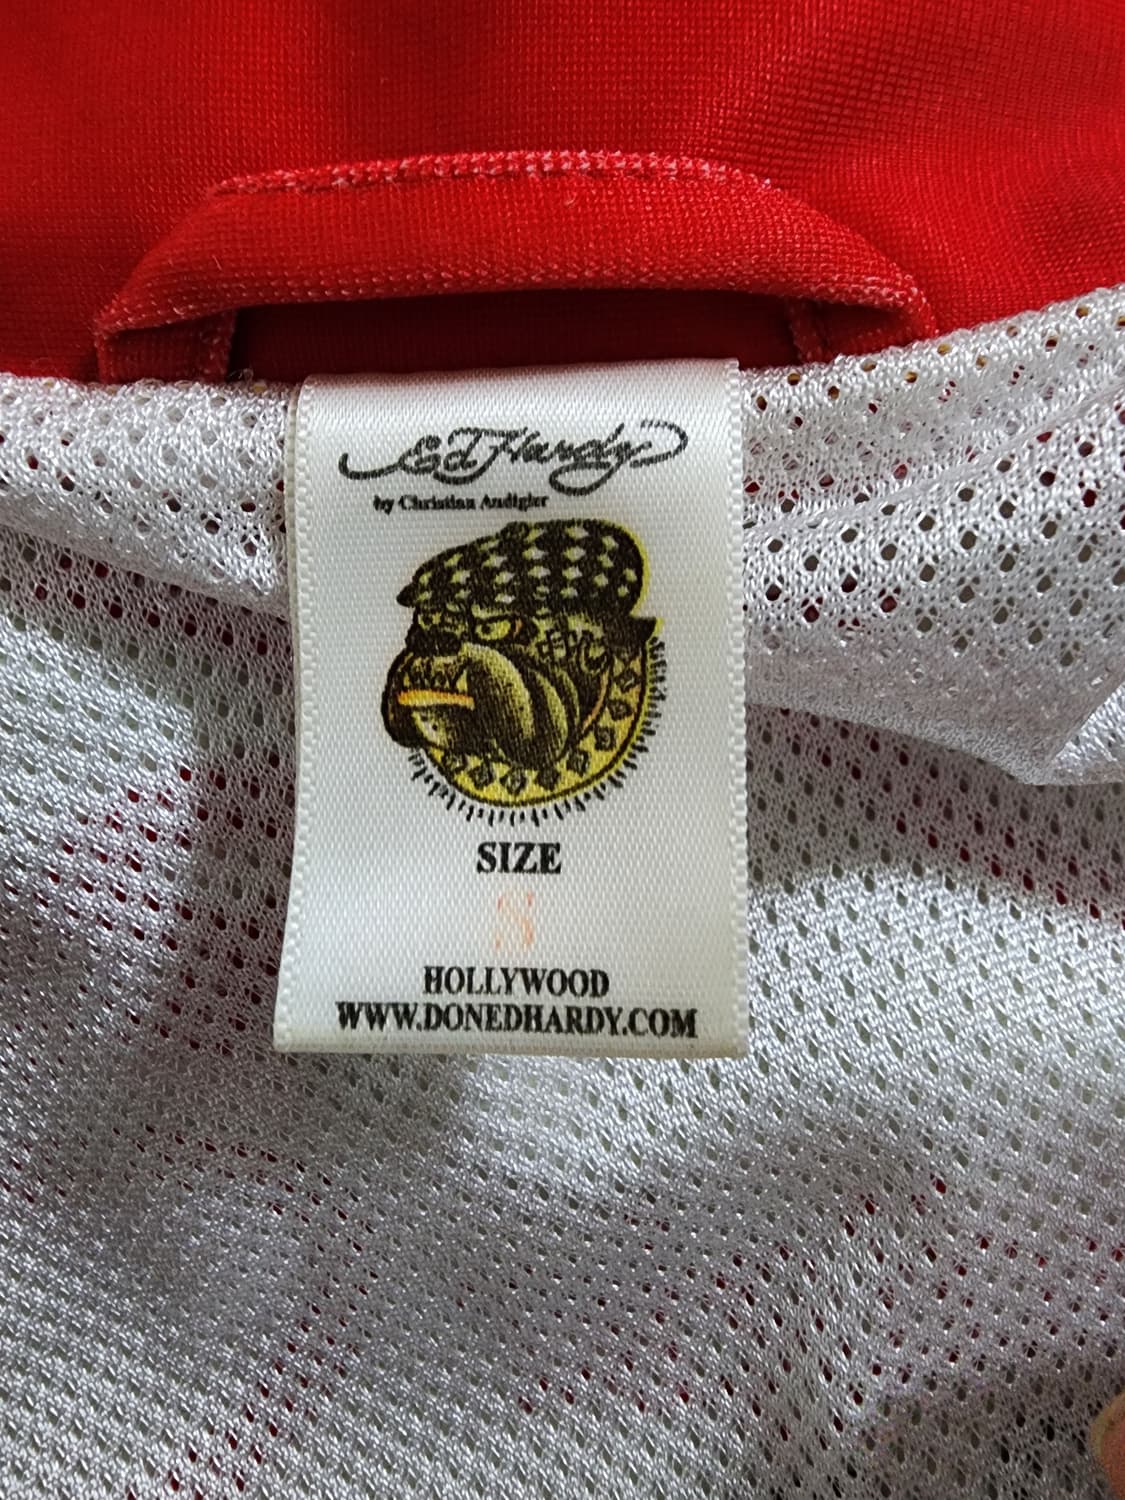 Ed Hardy
by Christian Audigier
SIZE
S
HOLLYWOOD
WWW.DONEDHARDY.COM